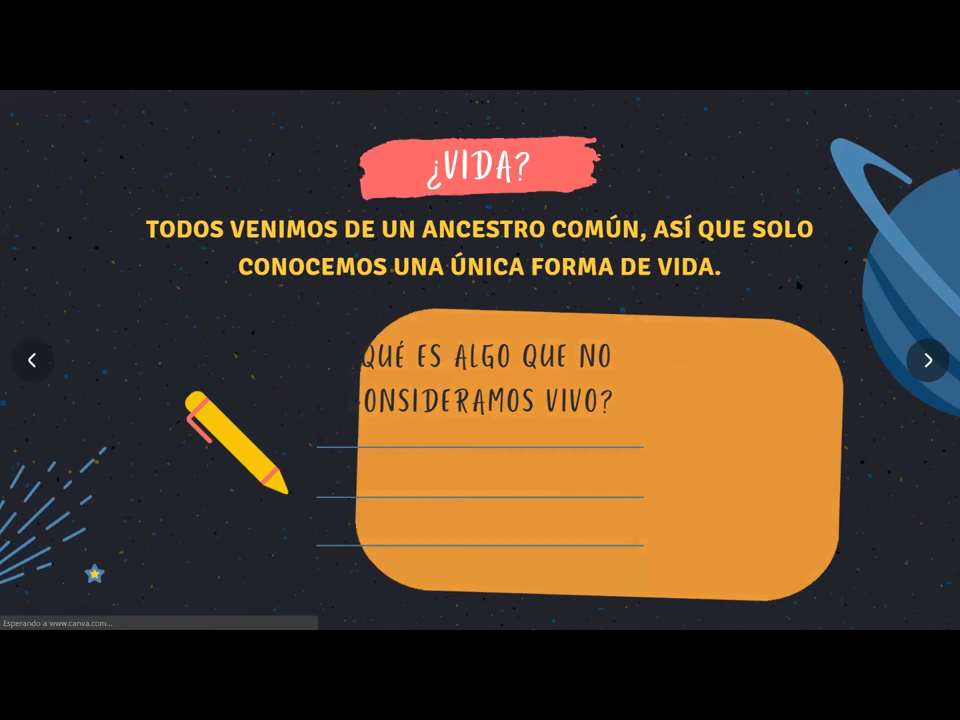 ¿VIDA?
TODOS VENIMOS DE UN ANCESTRO COMÚN, ASÍ QUE SOLO
CONOCEMOS UNA ÚNICA FORMA DE VIDA.
QUÉ ES ALGO QUE NO
ONSIDERAMOS VIVO?
Esperando a www.canva.com...